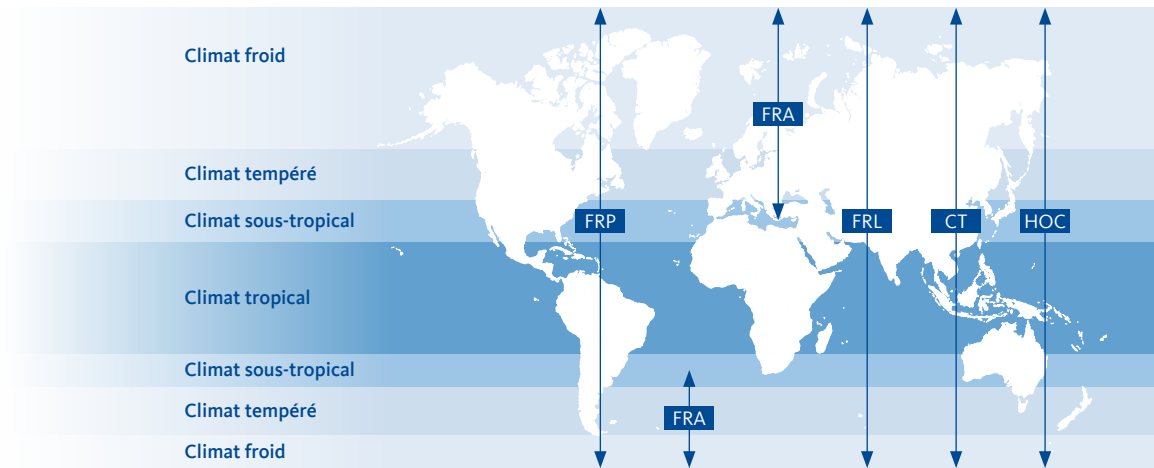 Climat froid
FRA
Climat tempéré
Climat sous-tropical
FRP
FRL
CT
HOC
Climat tropical
Climat sous-tropical
Climat tempéré
FRA
Climat froid